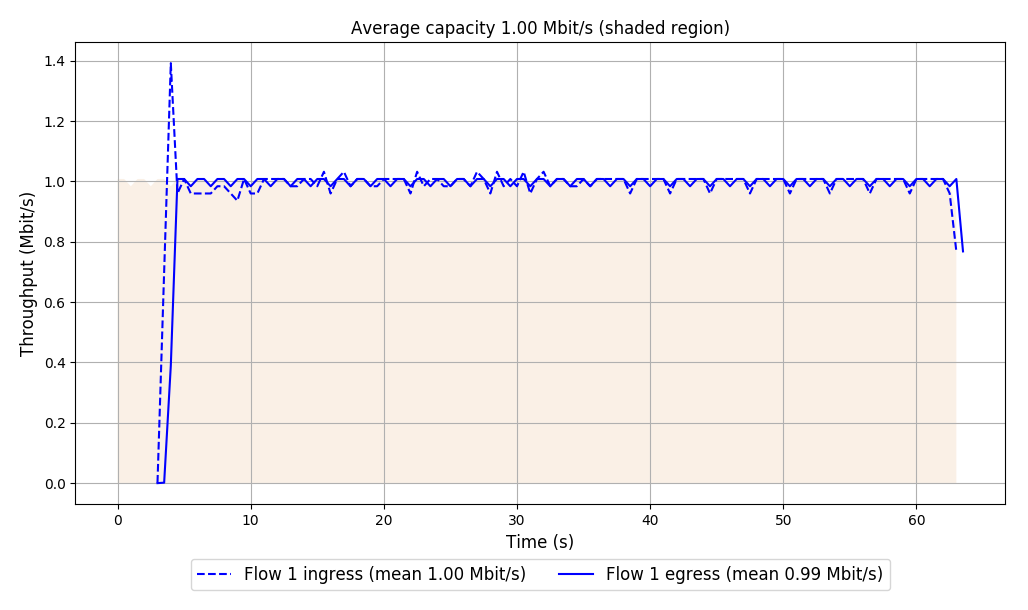 Average capacity 1.00 Mbit/s (shaded region)
1.4
1.2
1.0
0.8
0.6
0.4
0.2
0.0
Throughput (Mbit/s)
0 10 20 30 40 50 60
Time (s)
Flow 1 ingress (mean 1.00 Mbit/s) Flow 1 egress (mean 0.99 Mbit/s)